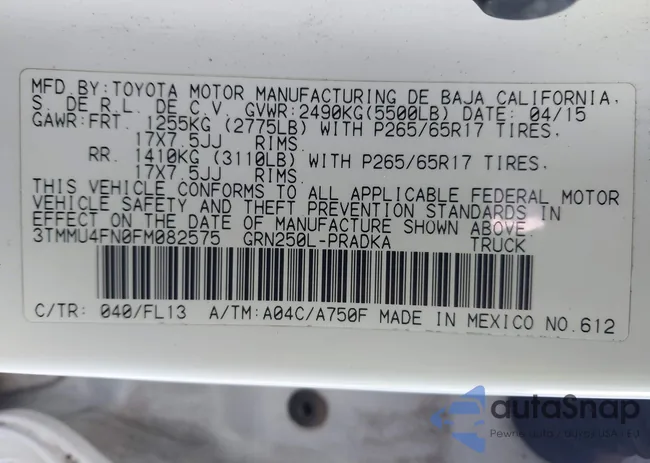 MFD.BY:TOYOTA MOTOR MANUFACTURING DE BAJA CALIFORNIA,
S. DE R.L. DE C.V. GVWR:2490KG(5500LB) DATE: 04/15
GAWR:FRT. 1255KG (2775LB) WITH P265/65R17 TIRES.
17X7.5JJ RIMS.
RR. 1410KG (3110LB) WITH P265/65R17 TIRES.
17X7.5JJ RIMS.
THIS VEHICLE CONFORMS TO ALL APPLICABLE FEDERAL MOTOR
VEHICLE SAFETY AND THEFT PREVENTION STANDARDS IN
EFFECT ON THE DATE OF MANUFACTURE SHOWN ABOVE.
3TMMU4FN0FM082575 GRN250L-PRADKA TRUCK
C/TR: 040/FL13 A/TM:A04C/A750F MADE IN MEXICO NO.612
autoSnap